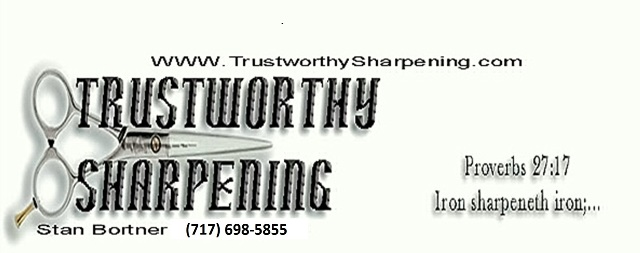 WWW.TrustworthySharpening.com
TRUSTWORTHY
SHARPENING
Proverbs 27:17
Iron sharpeneth iron;...
Stan Bortner (717) 698-5855